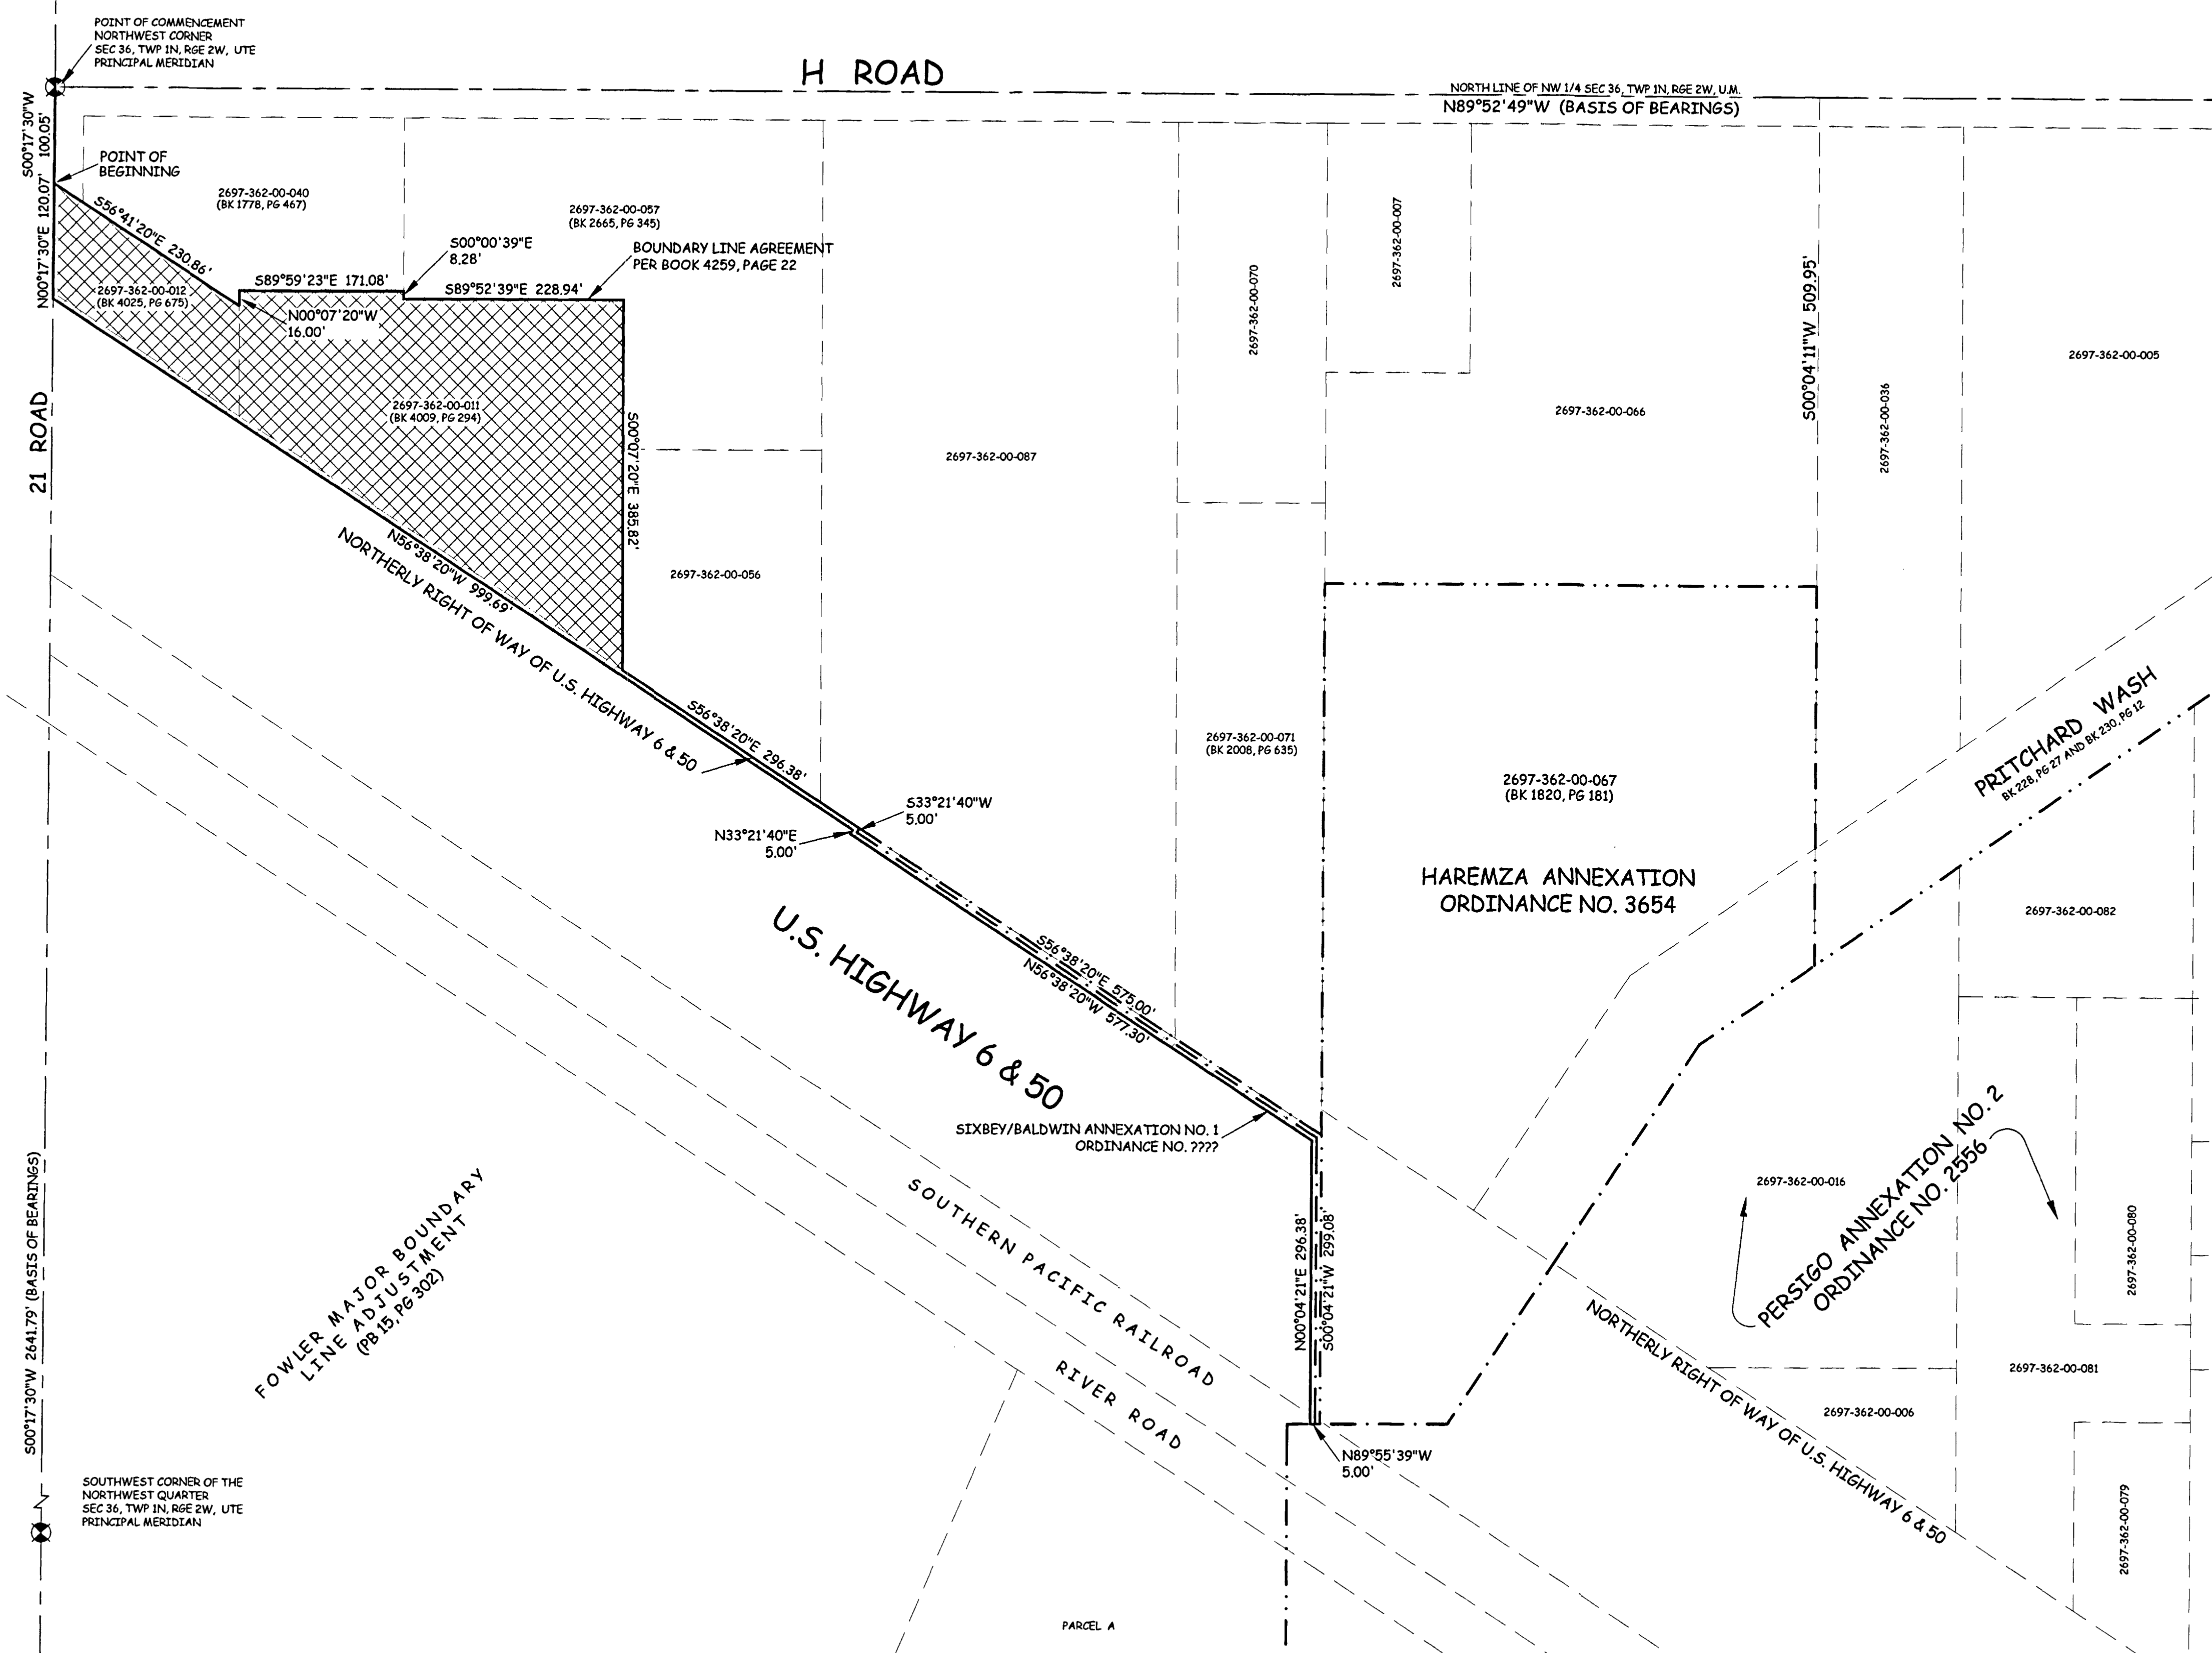 POINT OF COMMENCEMENT
NORTHWEST CORNER
SEC 36, TWP 1N, RGE 2W, UTE
PRINCIPAL MERIDIAN
H ROAD
NORTH LINE OF NW 1/4 SEC 36, TWP 1N, RGE 2W, U.M.
N89°52'49"W (BASIS OF BEARINGS)
S00°17'30"W
100.05'
POINT OF
BEGINNING
N00°17'30"E 120.07'
S56°41'20"E 230.86'
2697-362-00-040
(BK 1778, PG 467)
2697-362-00-057
(BK 2665, PG 345)
S00°00'39"E
8.28'
BOUNDARY LINE AGREEMENT
PER BOOK 4259, PAGE 22
S89°59'23"E 171.08'
S89°52'39"E 228.94'
2697-362-00-012
(BK 4025, PG 675)
N00°07'20"W
16.00'
2697-362-00-011
(BK 4009, PG 294)
S00°07'20"E 385.82'
21 ROAD
2697-362-00-070
2697-362-00-007
S00°04'11"W 509.95'
2697-362-00-005
2697-362-00-066
2697-362-00-036
2697-362-00-087
2697-362-00-056
N56°38'20"W 999.69'
NORTHERLY RIGHT OF WAY OF U.S. HIGHWAY 6 & 50
S56°38'20"E 296.38'
S33°21'40"W
5.00'
N33°21'40"E
5.00'
2697-362-00-071
(BK 2008, PG 635)
2697-362-00-067
(BK 1820, PG 181)
PRITCHARD WASH
BK 228, PG 27 AND BK 230, PG 12
HAREMZA ANNEXATION
ORDINANCE NO. 3654
2697-362-00-082
U.S. HIGHWAY 6 & 50
S56°38'20"E 575.00'
N56°38'20"W 577.30'
SIXBEY/BALDWIN ANNEXATION NO. 1
ORDINANCE NO. ????
PERSIGO ANNEXATION NO. 2
ORDINANCE NO. 2556
2697-362-00-016
2697-362-00-080
S00°17'30"W 2641.79' (BASIS OF BEARINGS)
FOWLER MAJOR BOUNDARY
LINE ADJUSTMENT
(PB 15, PG 302)
SOUTHERN PACIFIC RAILROAD
RIVER ROAD
N00°04'21"E 296.38'
S00°04'21"W 299.08'
NORTHERLY RIGHT OF WAY OF U.S. HIGHWAY 6 & 50
2697-362-00-081
2697-362-00-006
N89°55'39"W
5.00'
2697-362-00-079
SOUTHWEST CORNER OF THE
NORTHWEST QUARTER
SEC 36, TWP 1N, RGE 2W, UTE
PRINCIPAL MERIDIAN
PARCEL A